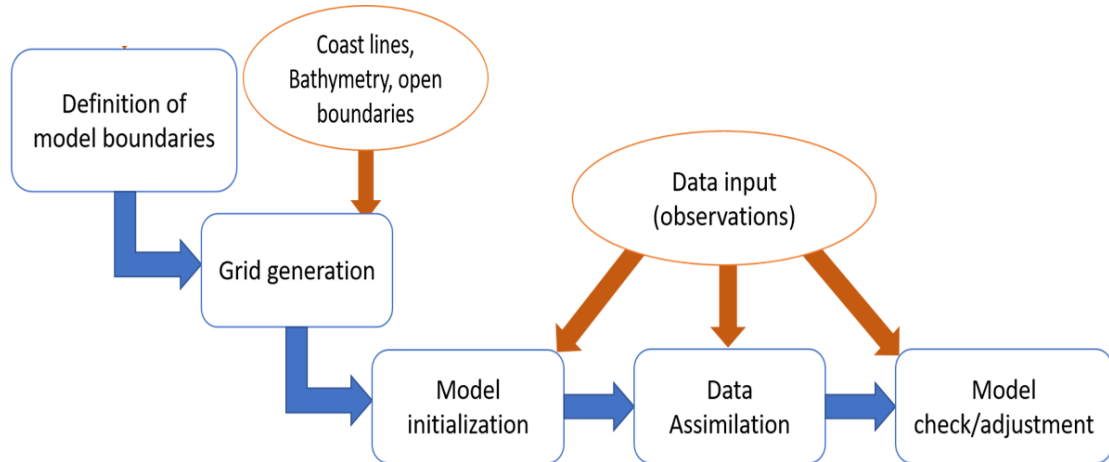 Definition of
model boundaries
Coast lines,
Bathymetry, open
boundaries
Grid generation
Data input
(observations)
Model
initialization
Data
Assimilation
Model
check/adjustment